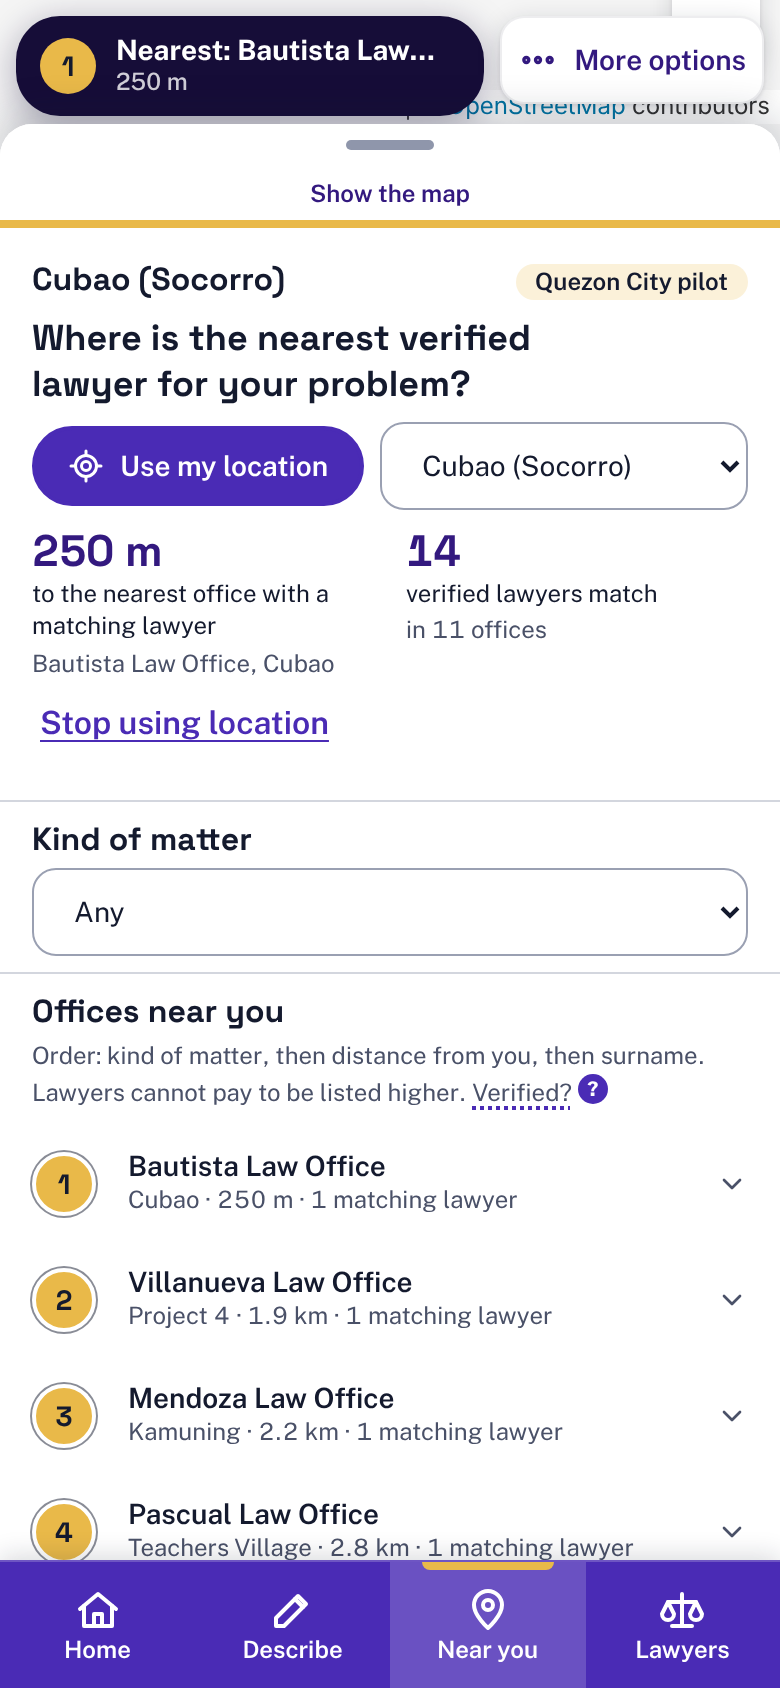 1
Nearest: Bautista Law...
250 m
More options
OpenStreetMap contributors
Show the map
Cubao (Socorro)
Quezon City pilot
Where is the nearest verified
lawyer for your problem?
Use my location
Cubao (Socorro)
250 m
to the nearest office with a
matching lawyer
Bautista Law Office, Cubao
14
verified lawyers match
in 11 offices
Stop using location
Kind of matter
Any
Offices near you
Order: kind of matter, then distance from you, then surname.
Lawyers cannot pay to be listed higher. Verified? ?
1
Bautista Law Office
Cubao · 250 m · 1 matching lawyer
2
Villanueva Law Office
Project 4 · 1.9 km · 1 matching lawyer
3
Mendoza Law Office
Kamuning · 2.2 km · 1 matching lawyer
4
Pascual Law Office
Teachers Village · 2.8 km · 1 matching lawyer
Home
Describe
Near you
Lawyers